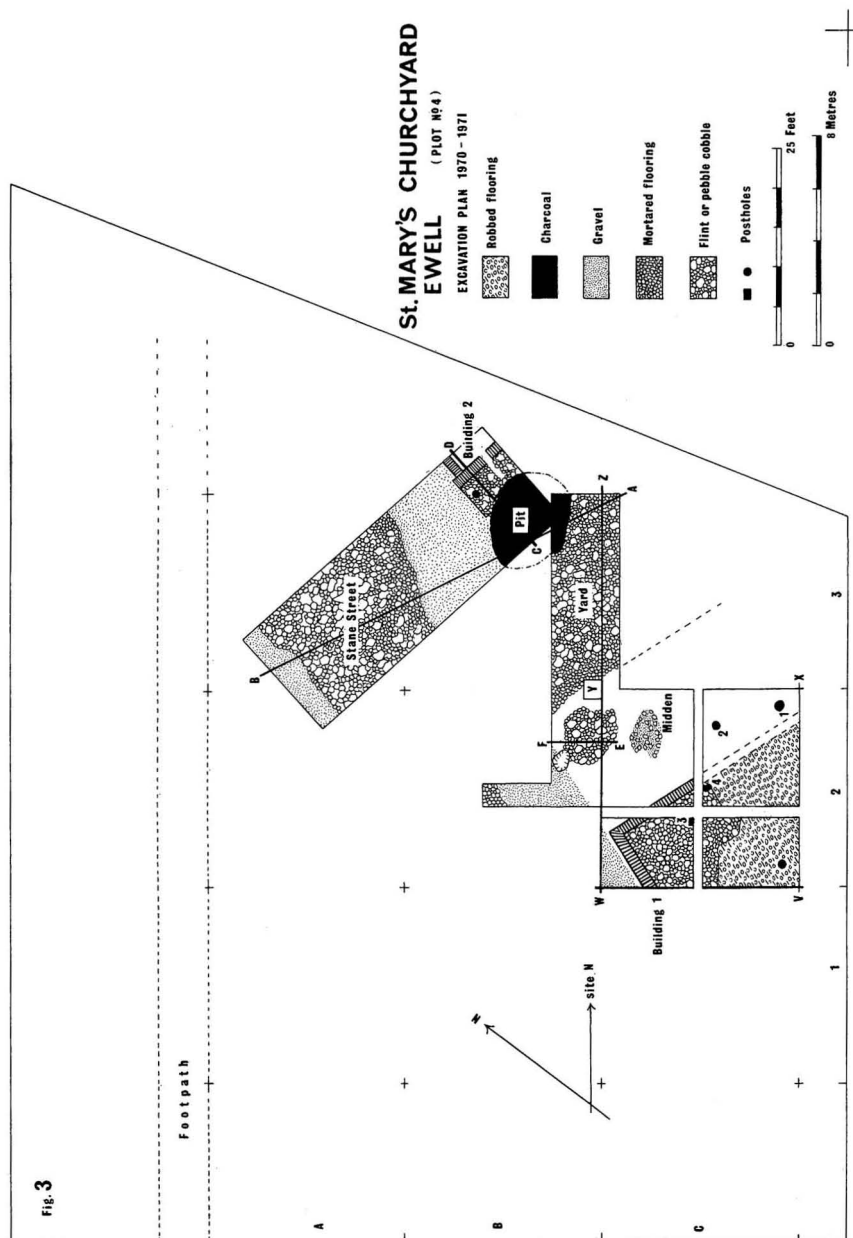 Fig. 3
Footpath
St. MARY'S CHURCHYARD
EWELL (PLOT Nº 4)
EXCAVATION PLAN 1970–1971
Robbed flooring
Charcoal
Gravel
Mortared flooring
Flint or pebble cobble
Postholes
0 25 Feet
0 8 Metres
A
B
C
1
2
3
N
site N
B
Stane Street
D
Building 2
Pit
C
Z
A
Yard
Y
F
E
Midden
W
Building 1
3
4
2
1
V
X